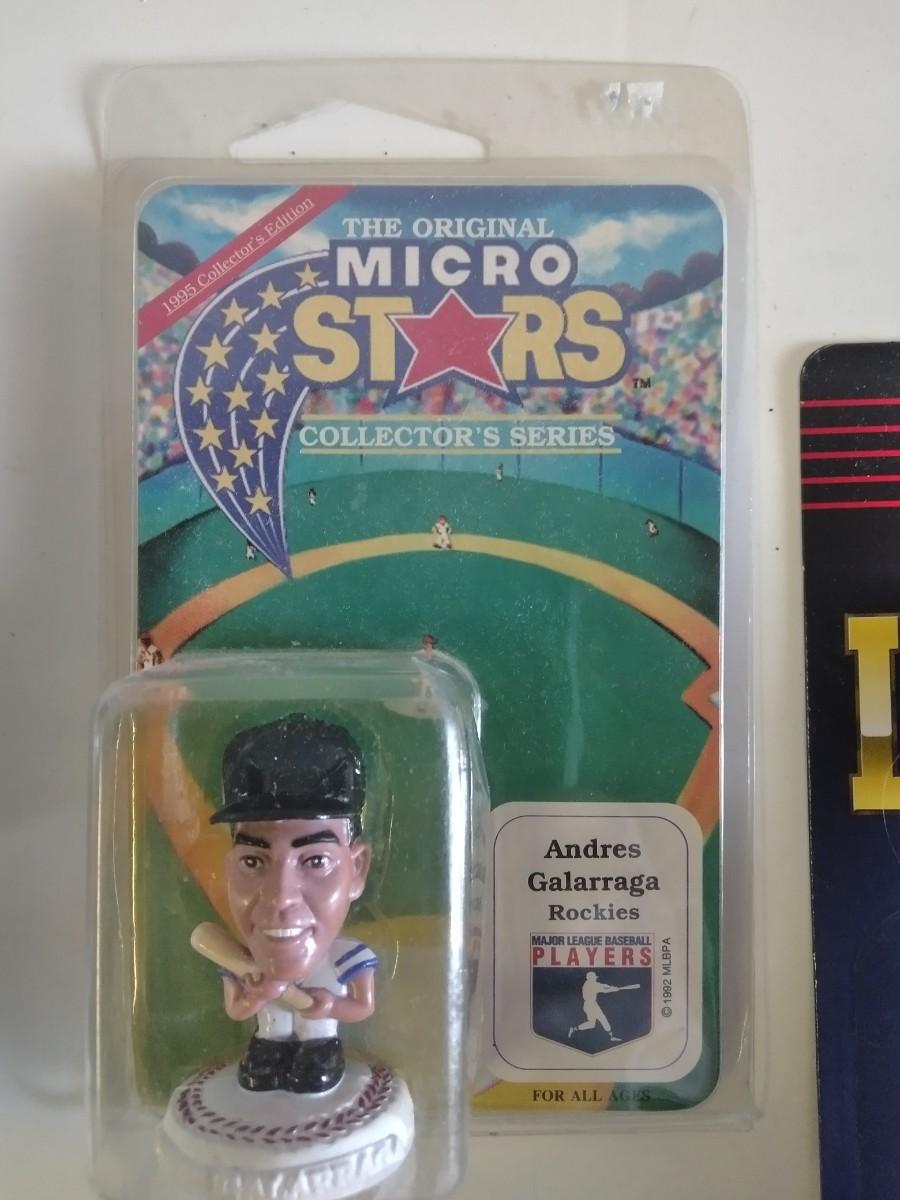 1995 Collector's Edition
THE ORIGINAL
MICRO
STARS
TM
COLLECTOR'S SERIES
Andres
Galarraga
Rockies
MAJOR LEAGUE BASEBALL
PLAYERS
© 1992 MLBPA
FOR ALL AGES